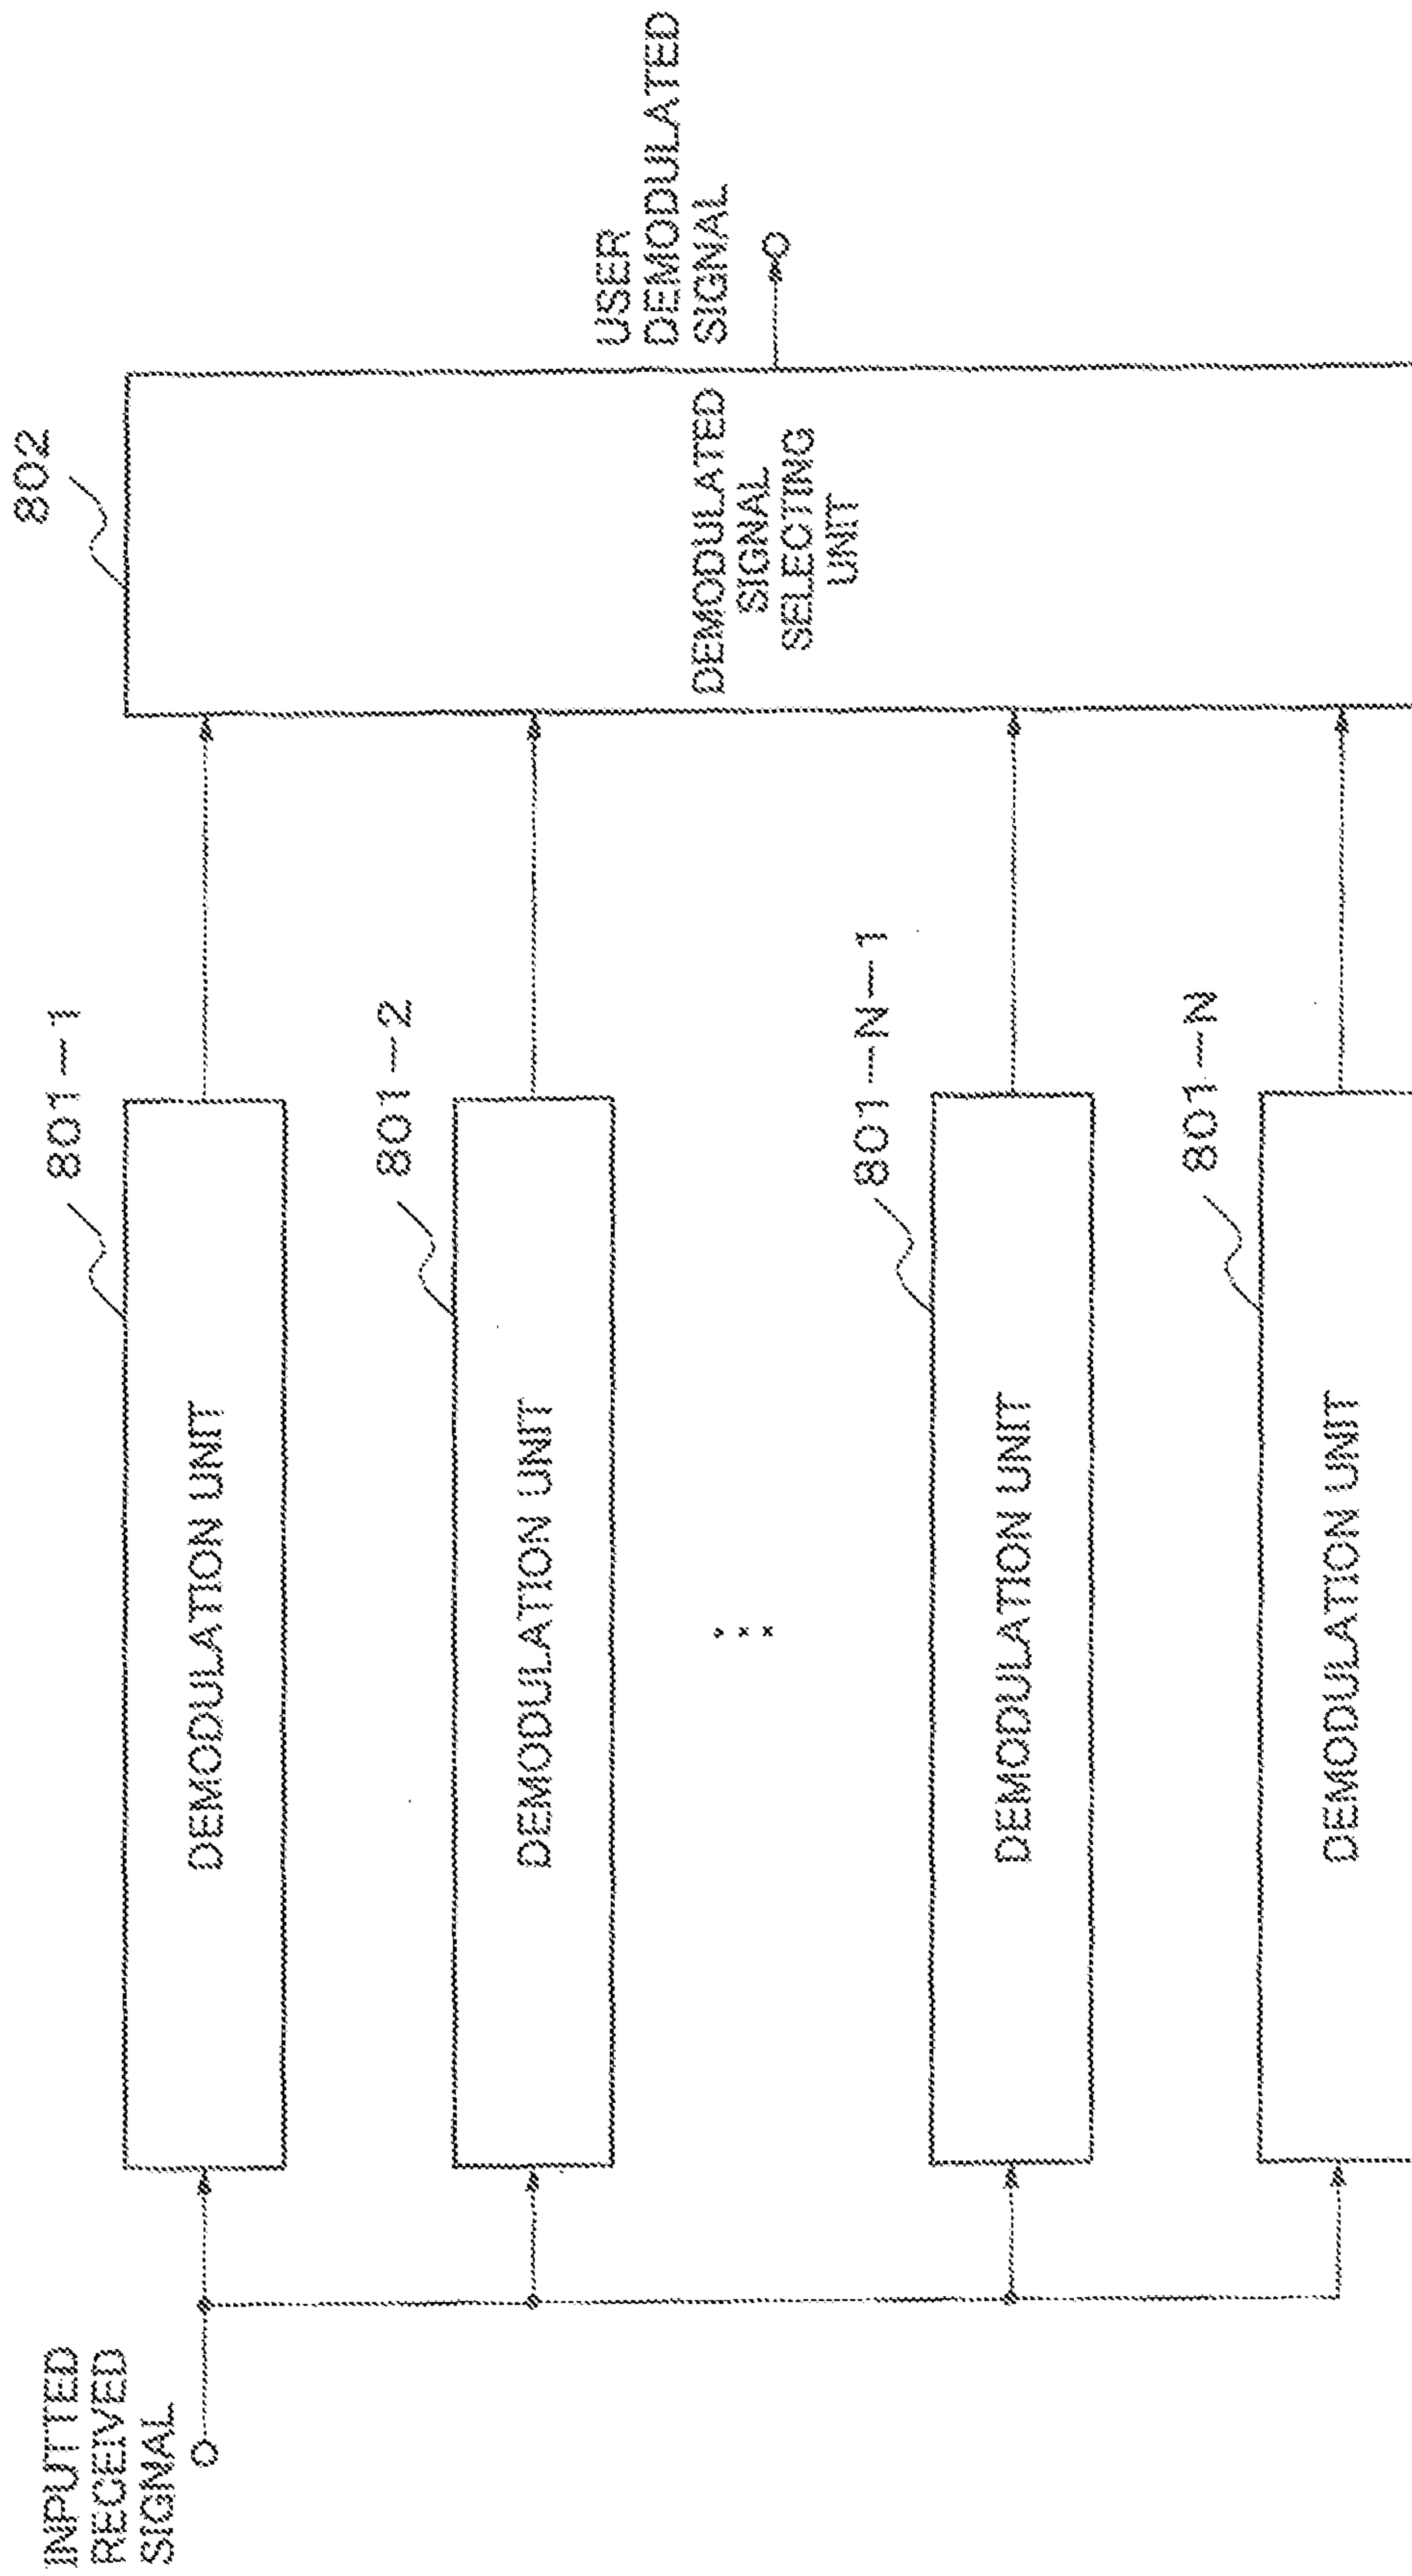 INPUTTED
RECEIVED
SIGNAL
801-1
DEMODULATION UNIT
801-2
DEMODULATION UNIT
801-N-1
DEMODULATION UNIT
801-N
DEMODULATION UNIT
802
DEMODULATED
SIGNAL
SELECTING
UNIT
USER
DEMODULATED
SIGNAL